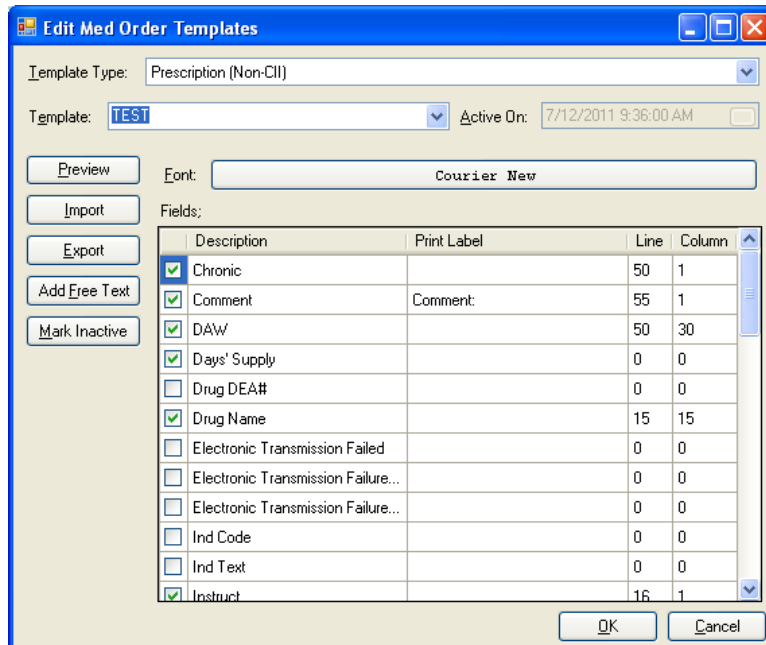 Edit Med Order Templates
Template Type: Prescription (Non-CII)
Template: TEST Active On: 7/12/2011 9:36:00 AM
Preview
Import
Export
Add Free Text
Mark Inactive
Font: Courier New
Fields;
Description Print Label Line Column
Chronic 50 1
Comment Comment: 55 1
DAW 50 30
Days' Supply 0 0
Drug DEA# 0 0
Drug Name 15 15
Electronic Transmission Failed 0 0
Electronic Transmission Failure... 0 0
Electronic Transmission Failure... 0 0
Ind Code 0 0
Ind Text 0 0
Instruct 16 1
OK Cancel